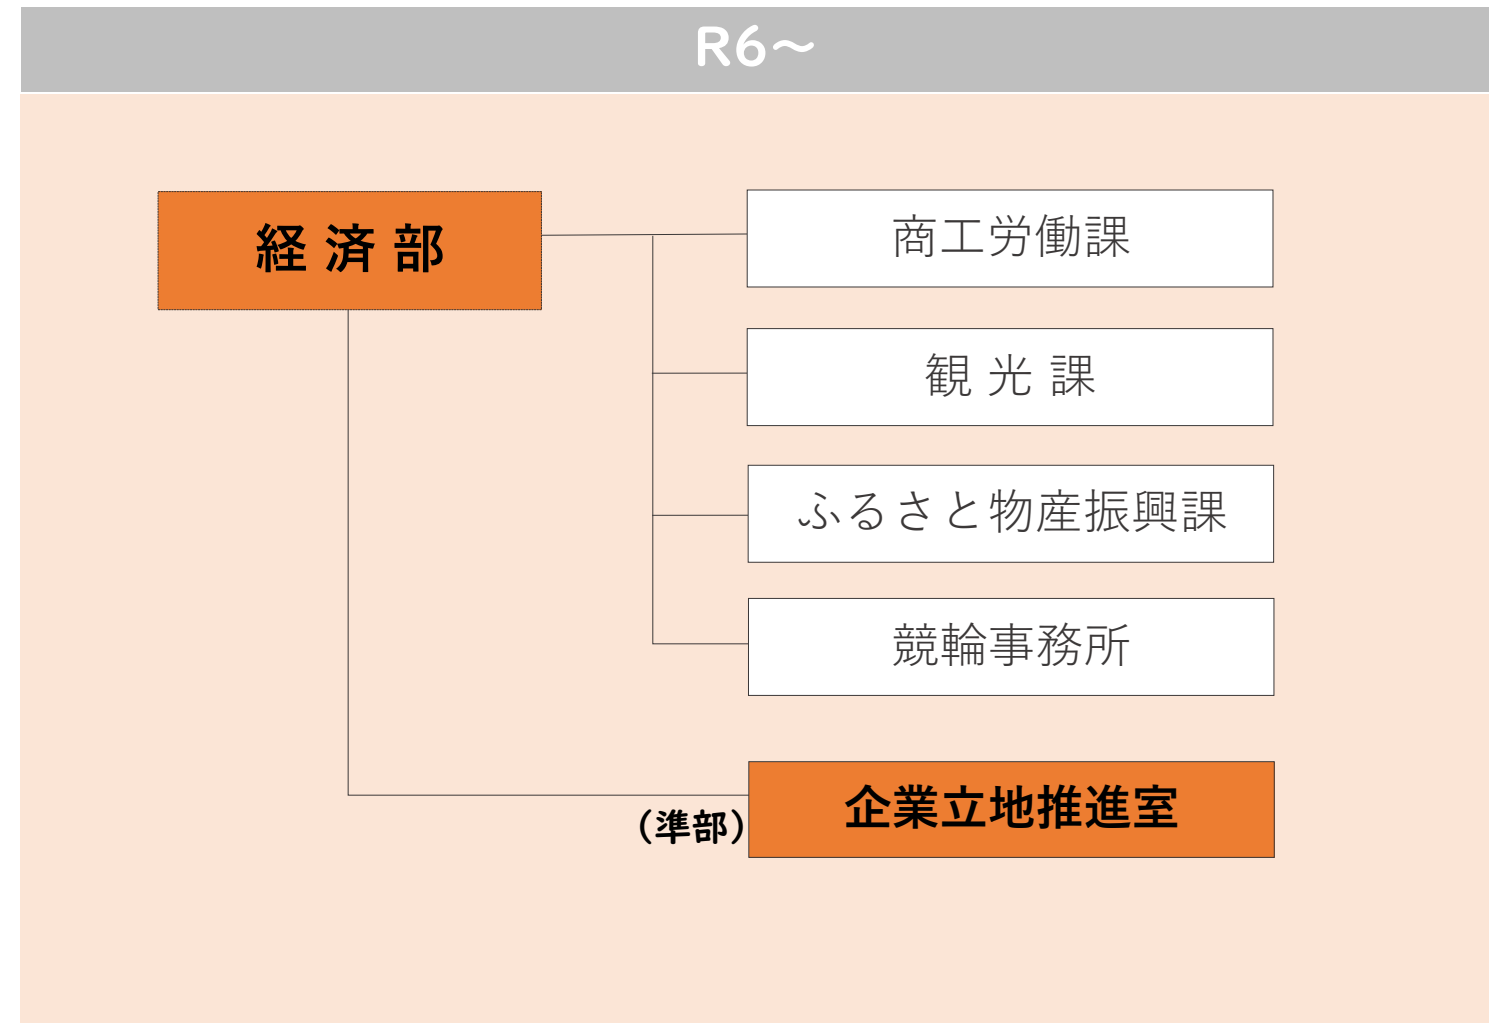 R6～
経済部
商工労働課
観光課
ふるさと物産振興課
競輪事務所
企業立地推進室
（準部）